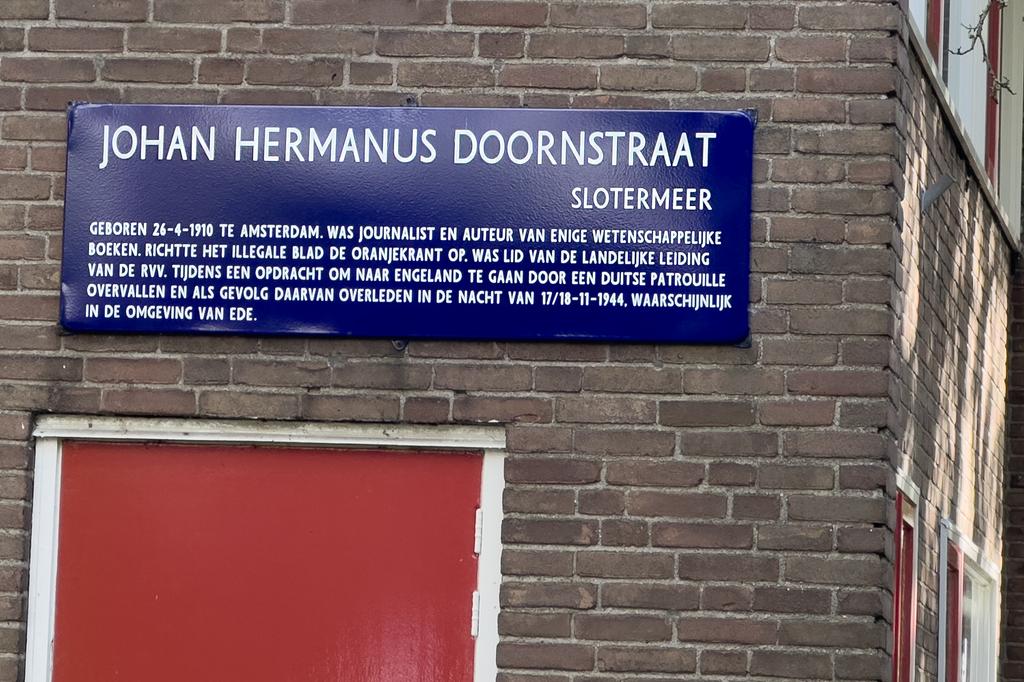 JOHAN HERMANUS DOORNSTRAAT
SLOTERMEER
GEBOREN 26-4-1910 TE AMSTERDAM. WAS JOURNALIST EN AUTEUR VAN ENIGE WETENSCHAPPELIJKE
BOEKEN. RICHTTE HET ILLEGALE BLAD DE ORANJEKRANT OP. WAS LID VAN DE LANDELIJKE LEIDING
VAN DE RVV. TIJDENS EEN OPDRACHT OM NAAR ENGELAND TE GAAN DOOR EEN DUITSE PATROUILLE
OVERVALLEN EN ALS GEVOLG DAARVAN OVERLEDEN IN DE NACHT VAN 17/18-11-1944, WAARSCHIJNLIJK
IN DE OMGEVING VAN EDE.